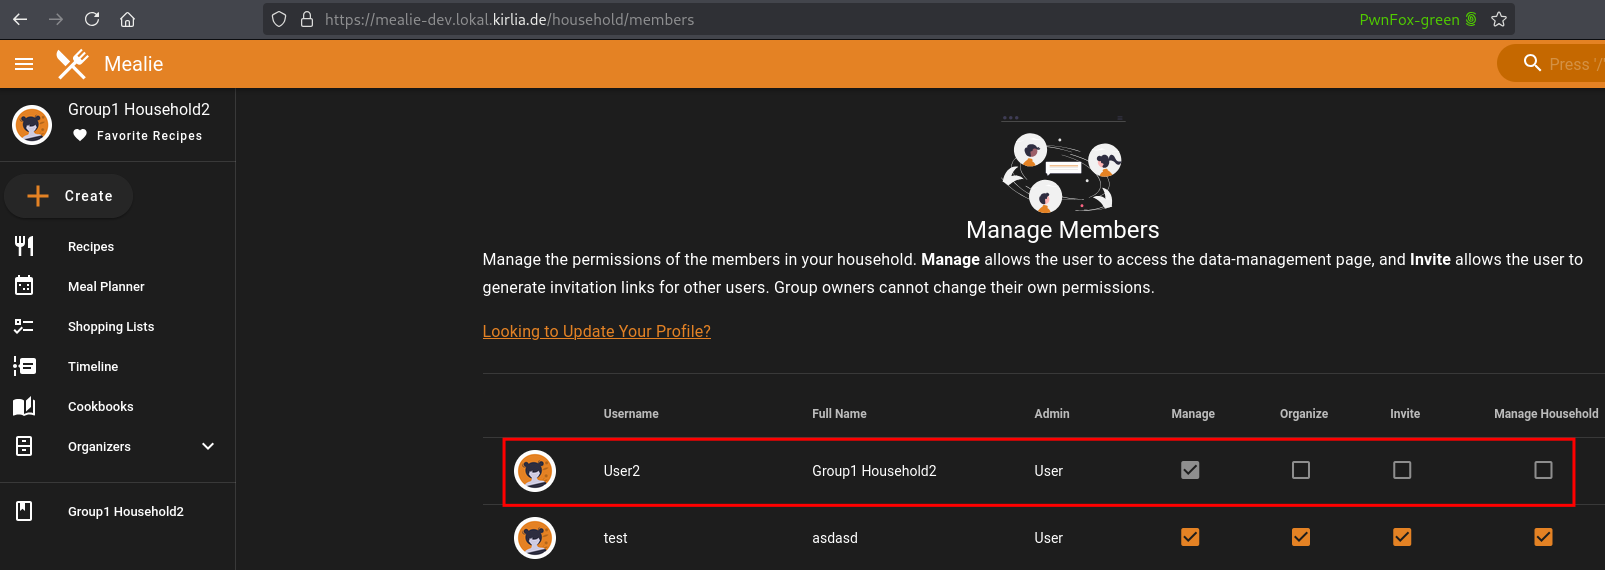 https://mealie-dev.lokal.kirlia.de/household/members
PwnFox-green
Mealie
Press '/'
Group1 Household2
Favorite Recipes
Create
Recipes
Meal Planner
Shopping Lists
Timeline
Cookbooks
Organizers
Group1 Household2
Manage Members
Manage the permissions of the members in your household. Manage allows the user to access the data-management page, and Invite allows the user to
generate invitation links for other users. Group owners cannot change their own permissions.
Looking to Update Your Profile?
Username Full Name Admin Manage Organize Invite Manage Household
User2 Group1 Household2 User
test asdasd User